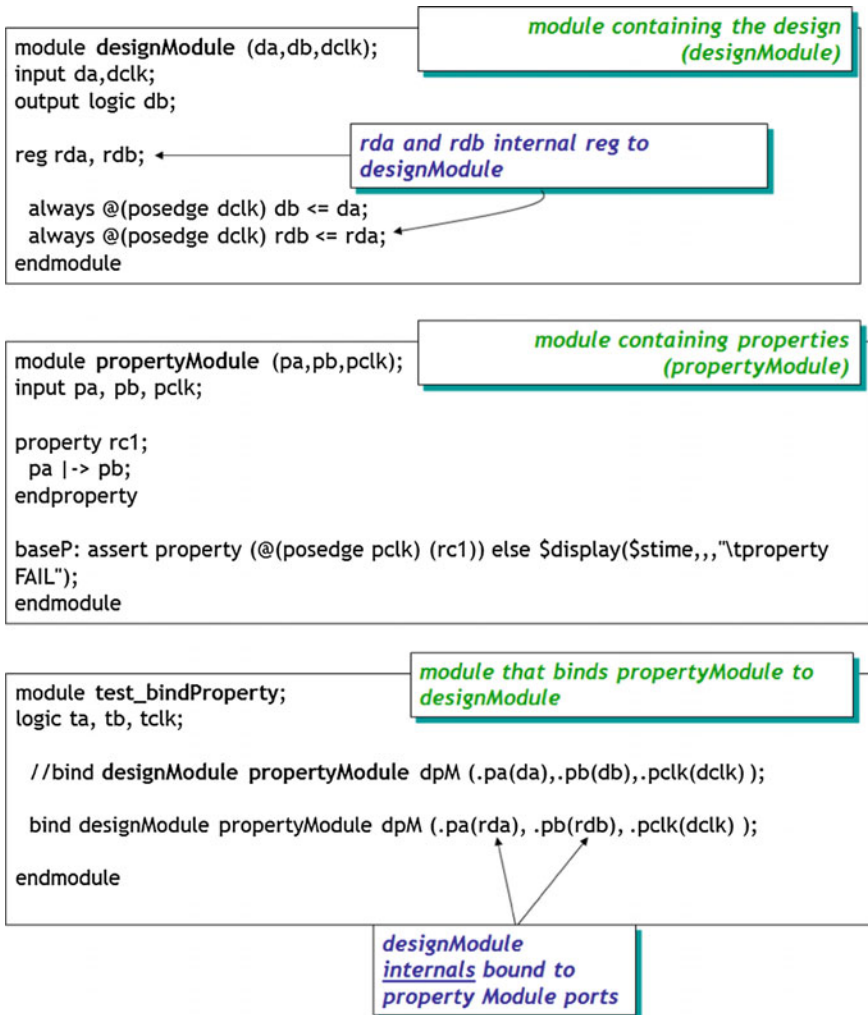 module containing the design
(designModule)
module designModule (da,db,dclk);
input da,dclk;
output logic db;
reg rda, rdb;
rda and rdb internal reg to
designModule
always @(posedge dclk) db <= da;
always @(posedge dclk) rdb <= rda;
endmodule
module containing properties
(propertyModule)
module propertyModule (pa,pb,pclk);
input pa, pb, pclk;
property rc1;
pa |-> pb;
endproperty
baseP: assert property (@(posedge pclk) (rc1)) else $display($stime,,,"\tproperty
FAIL");
endmodule
module that binds propertyModule to
designModule
module test_bindProperty;
logic ta, tb, tclk;
//bind designModule propertyModule dpM (.pa(da),.pb(db),.pclk(dclk) );
bind designModule propertyModule dpM (.pa(rda), .pb(rdb), .pclk(dclk) );
endmodule
designModule
internals bound to
property Module ports